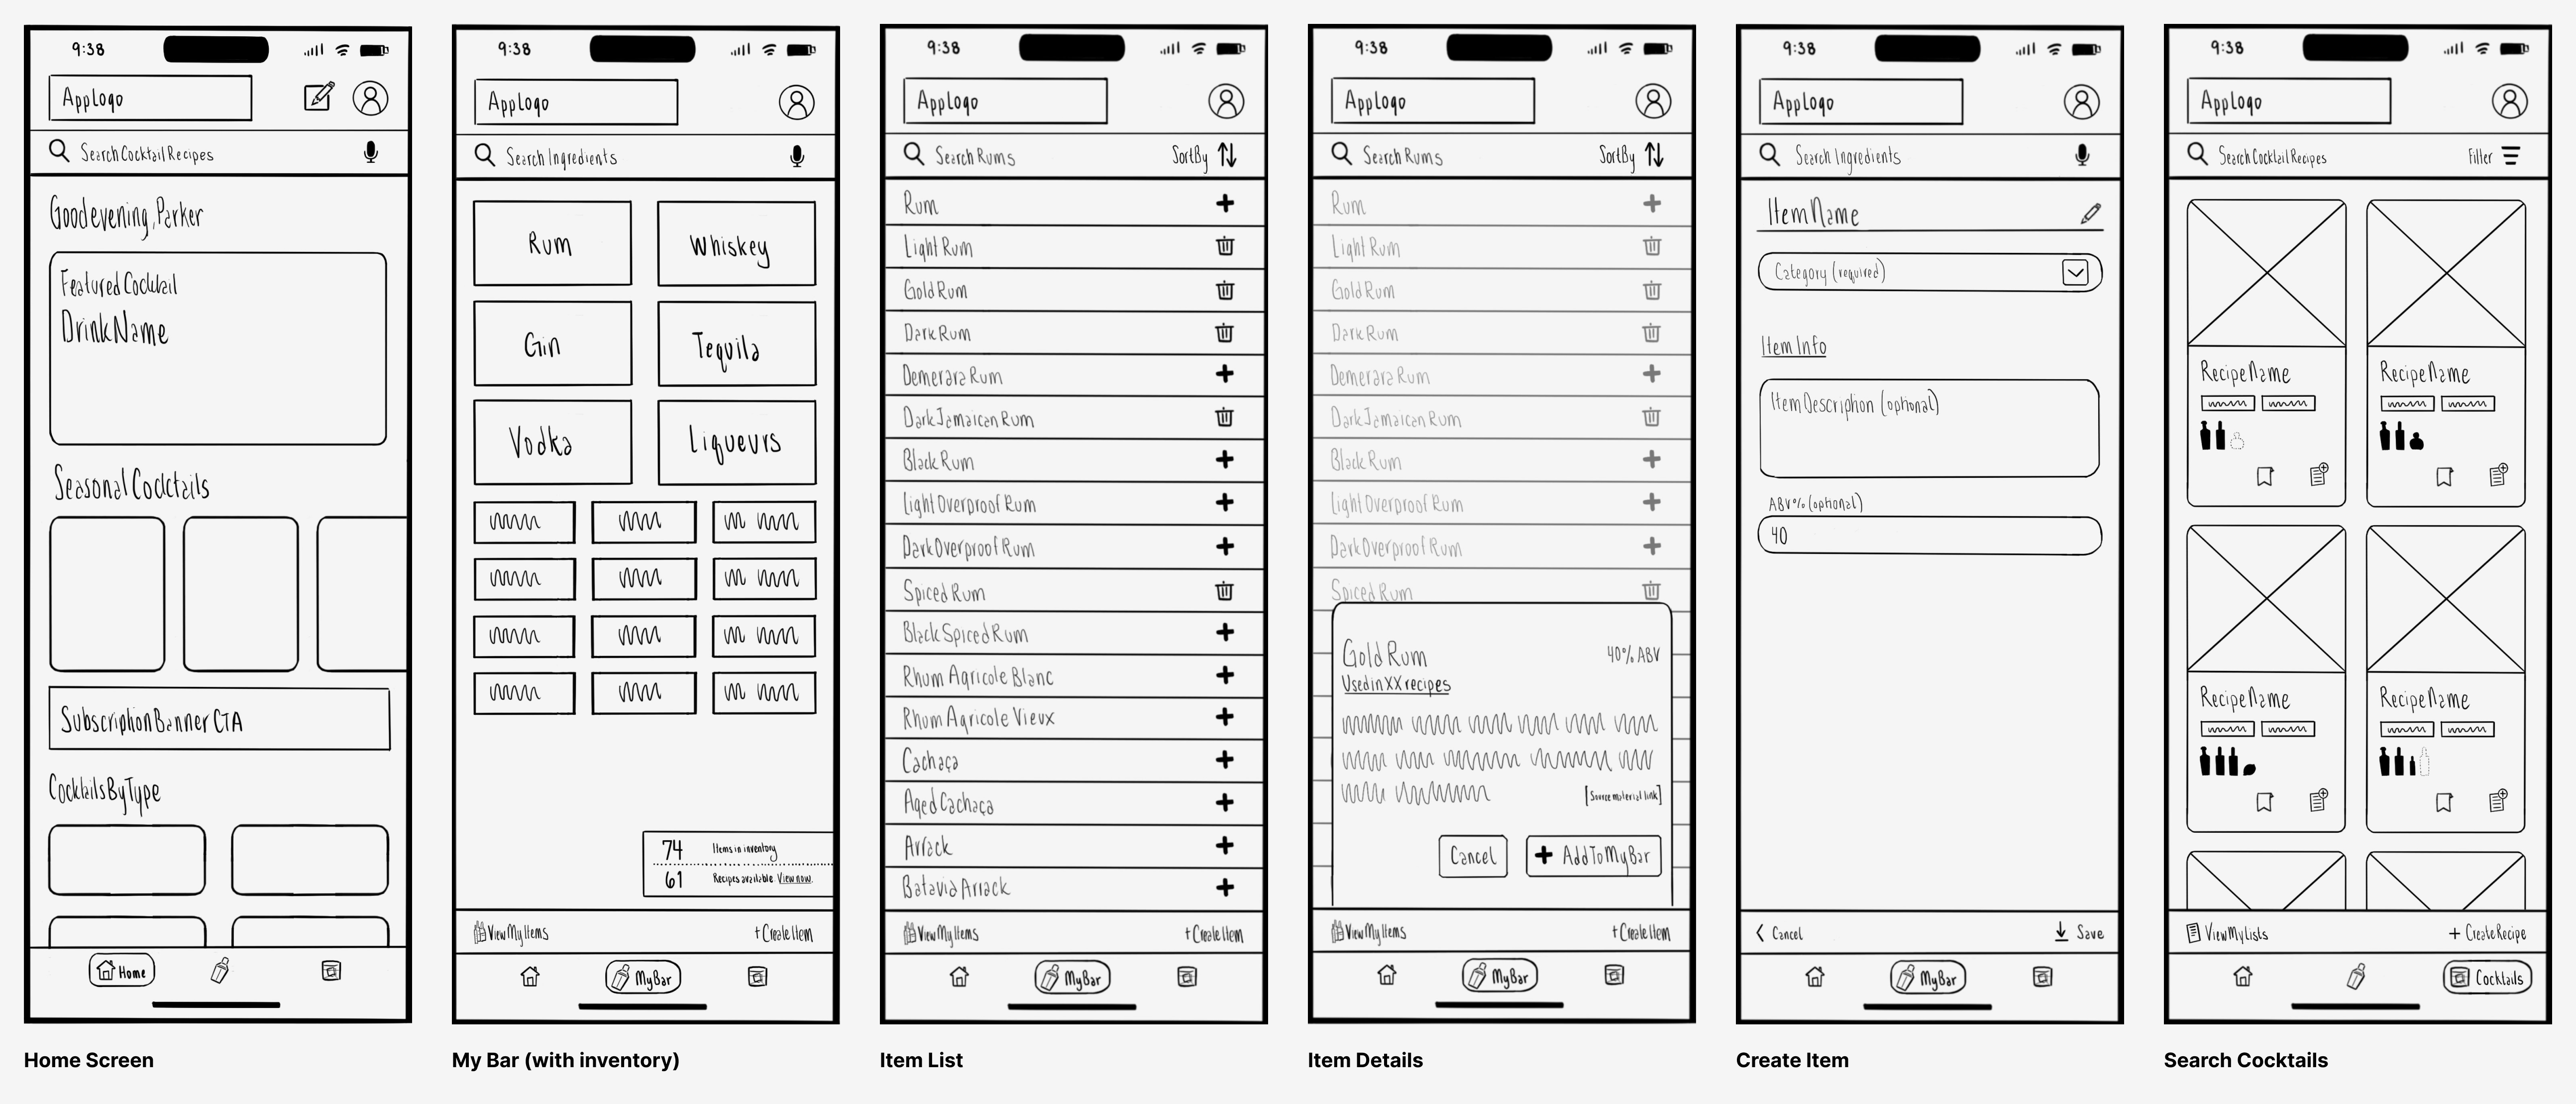 9:38
App Logo
Search Cocktail Recipes
Good evening, Parker
Featured Cocktail
Drink Name
Seasonal Cocktails
Subscription Banner CTA
Cocktails By Type
Home
Home Screen
9:38
App Logo
Search Ingredients
Rum
Whiskey
Gin
Tequila
Vodka
Liqueurs
74 Items in inventory
61 Recipes available. View now.
View My Items
+ Create Item
My Bar
My Bar (with inventory)
9:38
App Logo
Search Rums
Sort By
Rum
Light Rum
Gold Rum
Dark Rum
Demerara Rum
Dark Jamaican Rum
Black Rum
Light Overproof Rum
Dark Overproof Rum
Spiced Rum
Black Spiced Rum
Rhum Agricole Blanc
Rhum Agricole Vieux
Cachaça
Aged Cachaça
Arrack
Batavia Arrack
View My Items
+ Create Item
My Bar
Item List
9:38
App Logo
Search Rums
Sort By
Rum
Light Rum
Gold Rum
Dark Rum
Demerara Rum
Dark Jamaican Rum
Black Rum
Light Overproof Rum
Dark Overproof Rum
Spiced Rum
Gold Rum
40% ABV
Used in XX recipes
[Source material link]
Cancel
+ Add To My Bar
View My Items
+ Create Item
My Bar
Item Details
9:38
App Logo
Search Ingredients
Item Name
Category (required)
Item Info
Item Description (optional)
ABV% (optional)
40
Cancel
Save
My Bar
Create Item
9:38
App Logo
Search Cocktail Recipes
Filter
Recipe Name
Recipe Name
Recipe Name
Recipe Name
View My Lists
+ Create Recipe
Cocktails
Search Cocktails